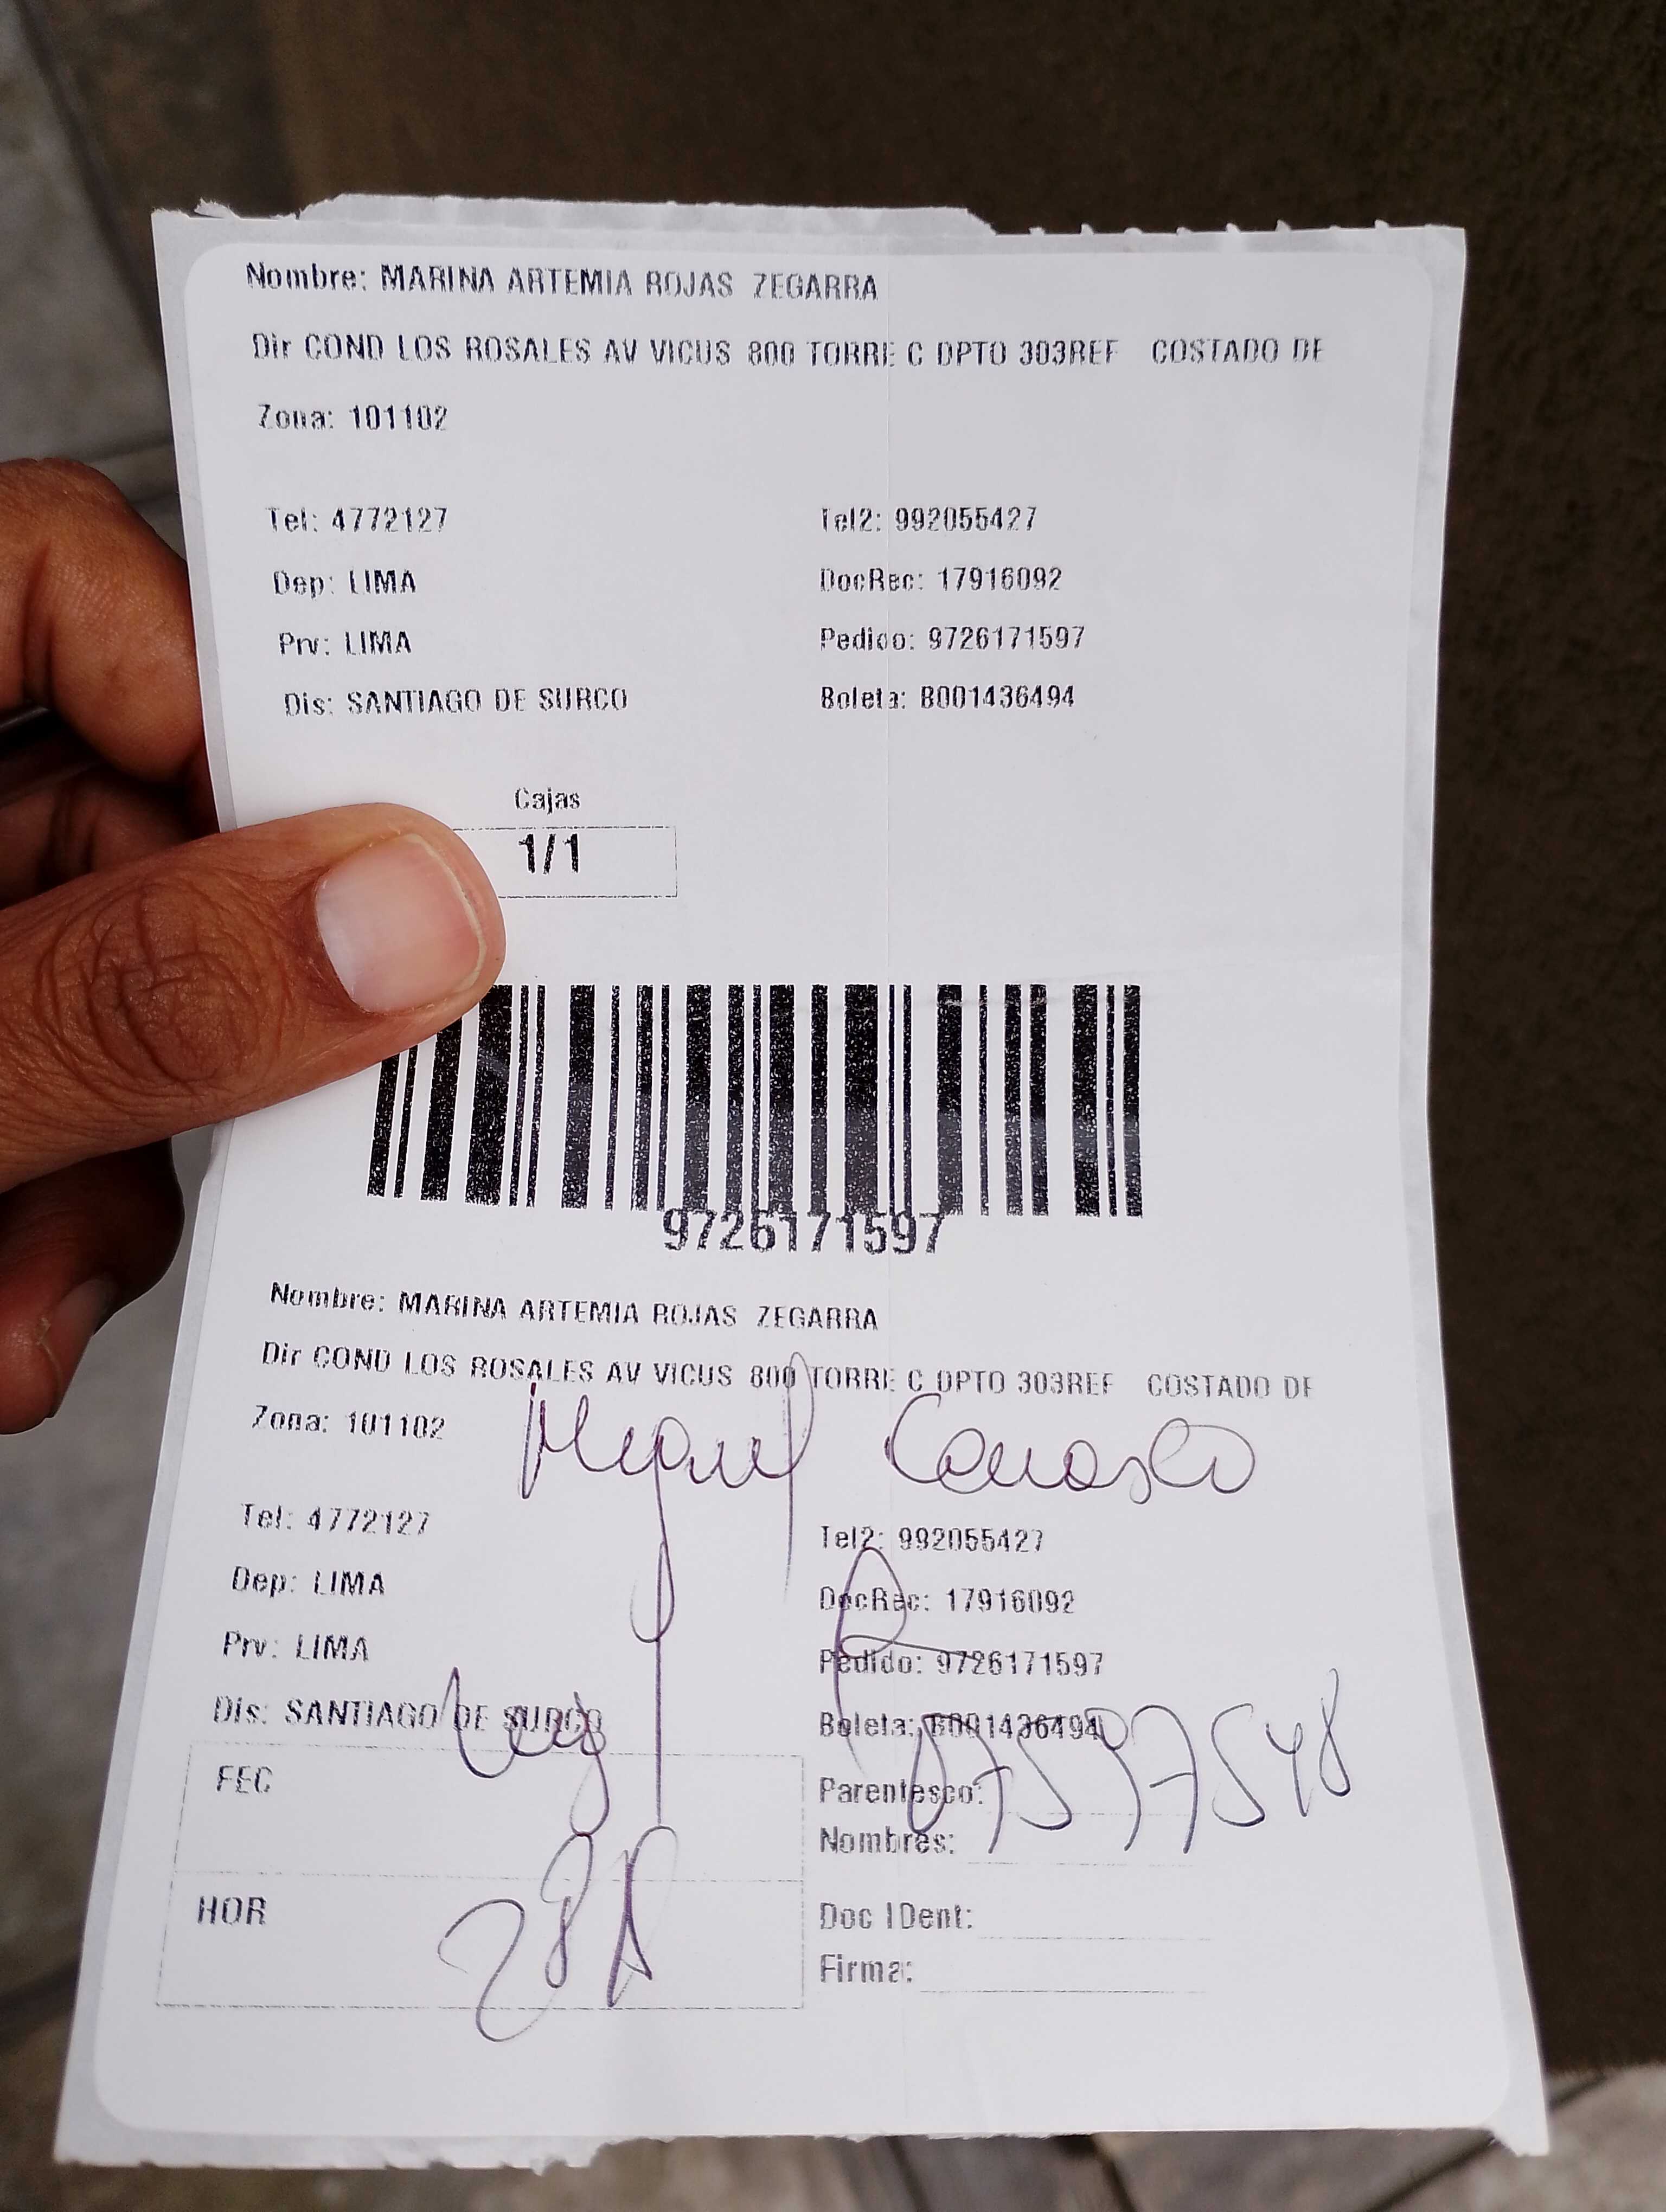 Nombre: MARINA ARTEMIA ROJAS ZEGARRA
Dir COND LOS ROSALES AV VICUS 800 TORRE C DPTO 303REF COSTADO DE
Zona: 101102
Tel: 4772127 Tel2: 992055427
Dep: LIMA DocRec: 17916092
Prv: LIMA Pedido: 9726171597
Dis: SANTIAGO DE SURCO Boleta: B001436494
Cajas
1/1
9726171597
Nombre: MARINA ARTEMIA ROJAS ZEGARRA
Dir COND LOS ROSALES AV VICUS 800 TORRE C DPTO 303REF COSTADO DE
Zona: 101102
Miguel
Tel: 4772127 Tel2: 992055427
Dep: LIMA DocRec: 17916092
Prv: LIMA Pedido: 9726171597
Dis: SANTIAGO DE SURCO Boleta: B001436494
FEC Parentesco:
Nombres:
HOR Doc IDent:
Firma: